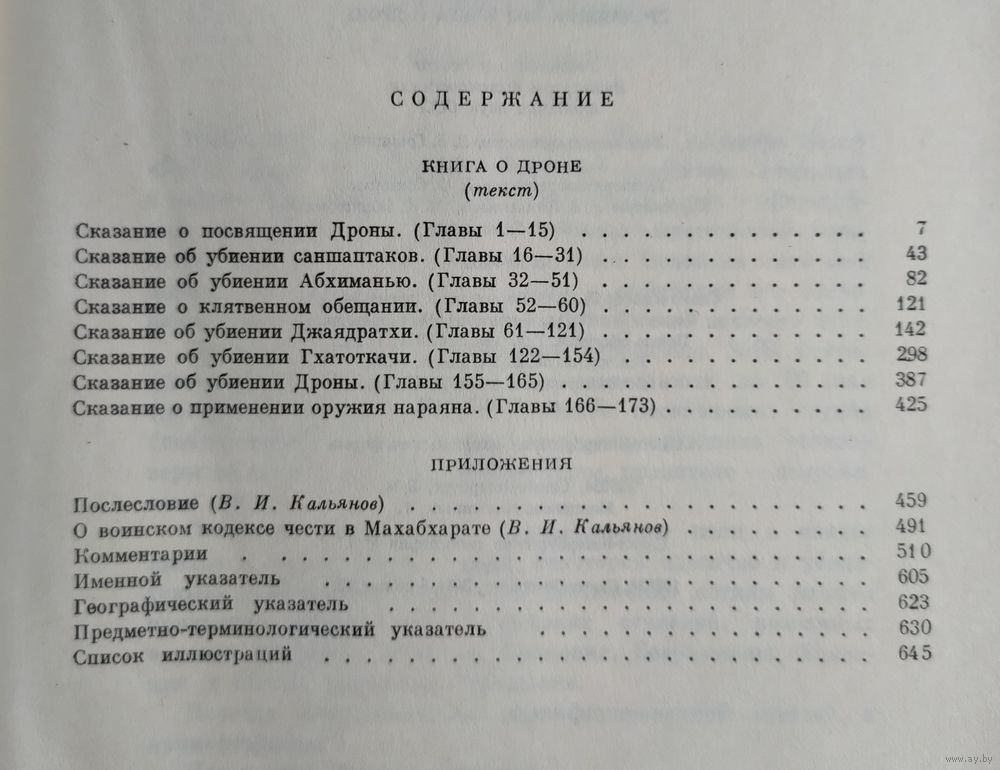 СОДЕРЖАНИЕ
КНИГА О ДРОНЕ
(текст)
Сказание о посвящении Дроны. (Главы 1—15) . . . . . . . . . . . . 7
Сказание об убиении саншаптаков. (Главы 16—31) . . . . . . . . . . . 43
Сказание об убиении Абхиманью. (Главы 32—51) . . . . . . . . . . . 82
Сказание о клятвенном обещании. (Главы 52—60) . . . . . . . . . . . 121
Сказание об убиении Джаядратхи. (Главы 61—121) . . . . . . . . . . 142
Сказание об убиении Гхатоткачи. (Главы 122—154) . . . . . . . . . . 298
Сказание об убиении Дроны. (Главы 155—165) . . . . . . . . . . . . 387
Сказание о применении оружия нараяна. (Главы 166—173) . . . . . . . . . 425
ПРИЛОЖЕНИЯ
Послесловие (В. И. Кальянов) . . . . . . . . . . . . . . . . . . 459
О воинском кодексе чести в Махабхарате (В. И. Кальянов) . . . . . . . 491
Комментарии . . . . . . . . . . . . . . . . . . . . . . . 510
Именной указатель . . . . . . . . . . . . . . . . . . . . 605
Географический указатель . . . . . . . . . . . . . . . . . . 623
Предметно-терминологический указатель . . . . . . . . . . . . . 630
Список иллюстраций . . . . . . . . . . . . . . . . . . . . 645
www.ay.by